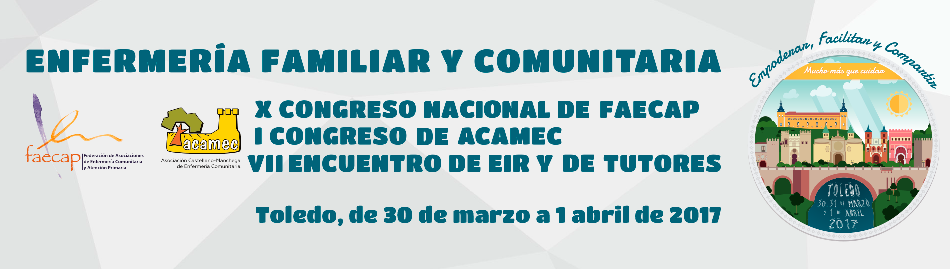 ENFERMERÍA FAMILIAR Y COMUNITARIA
X CONGRESO NACIONAL DE FAECAP
I CONGRESO DE ACAMEC
VII ENCUENTRO DE EIR Y DE TUTORES
Toledo, de 30 de marzo a 1 abril de 2017
faecap
Federación de Asociaciones
de Enfermería Comunitaria
y Atención Primaria
acamec
Asociación Castellano-Manchega
de Enfermería Comunitaria
Empoderar, Facilitar y Compartir
Mucho más que cuidar
TOLEDO
30, 31 DE MARZO
Y 1 DE ABRIL
2017